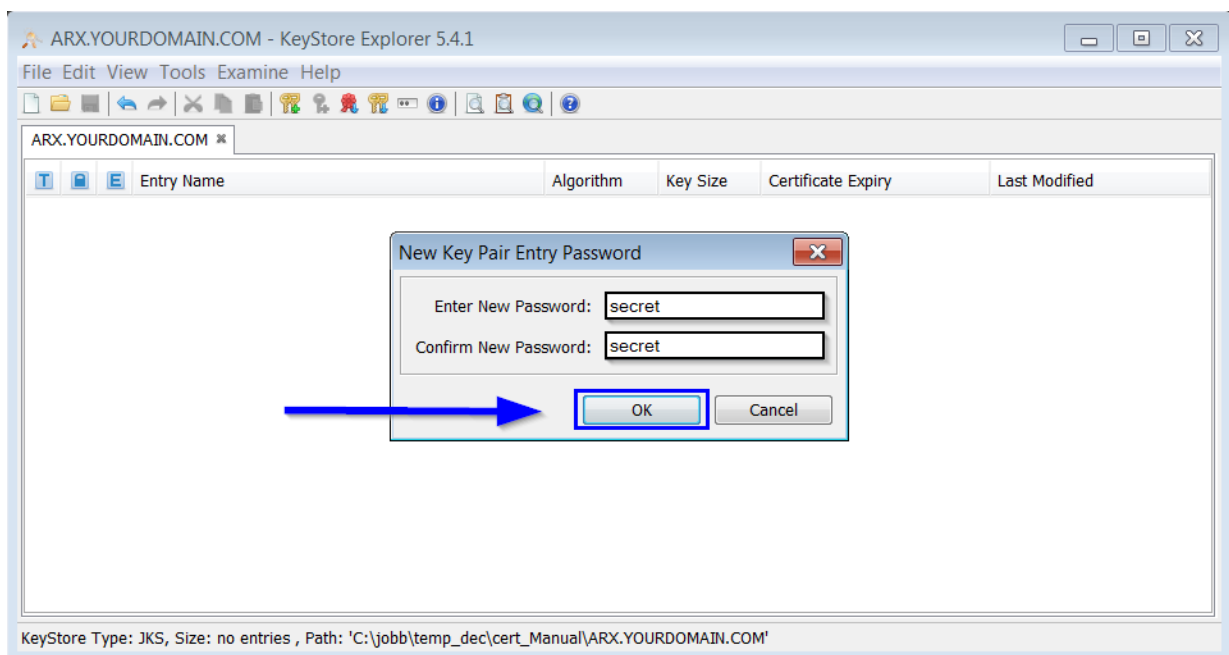 ARX.YOURDOMAIN.COM - KeyStore Explorer 5.4.1
File Edit View Tools Examine Help
ARX.YOURDOMAIN.COM
T E Entry Name Algorithm Key Size Certificate Expiry Last Modified
New Key Pair Entry Password
Enter New Password: secret
Confirm New Password: secret
OK Cancel
KeyStore Type: JKS, Size: no entries , Path: 'C:\jobb\temp_dec\cert_Manual\ARX.YOURDOMAIN.COM'